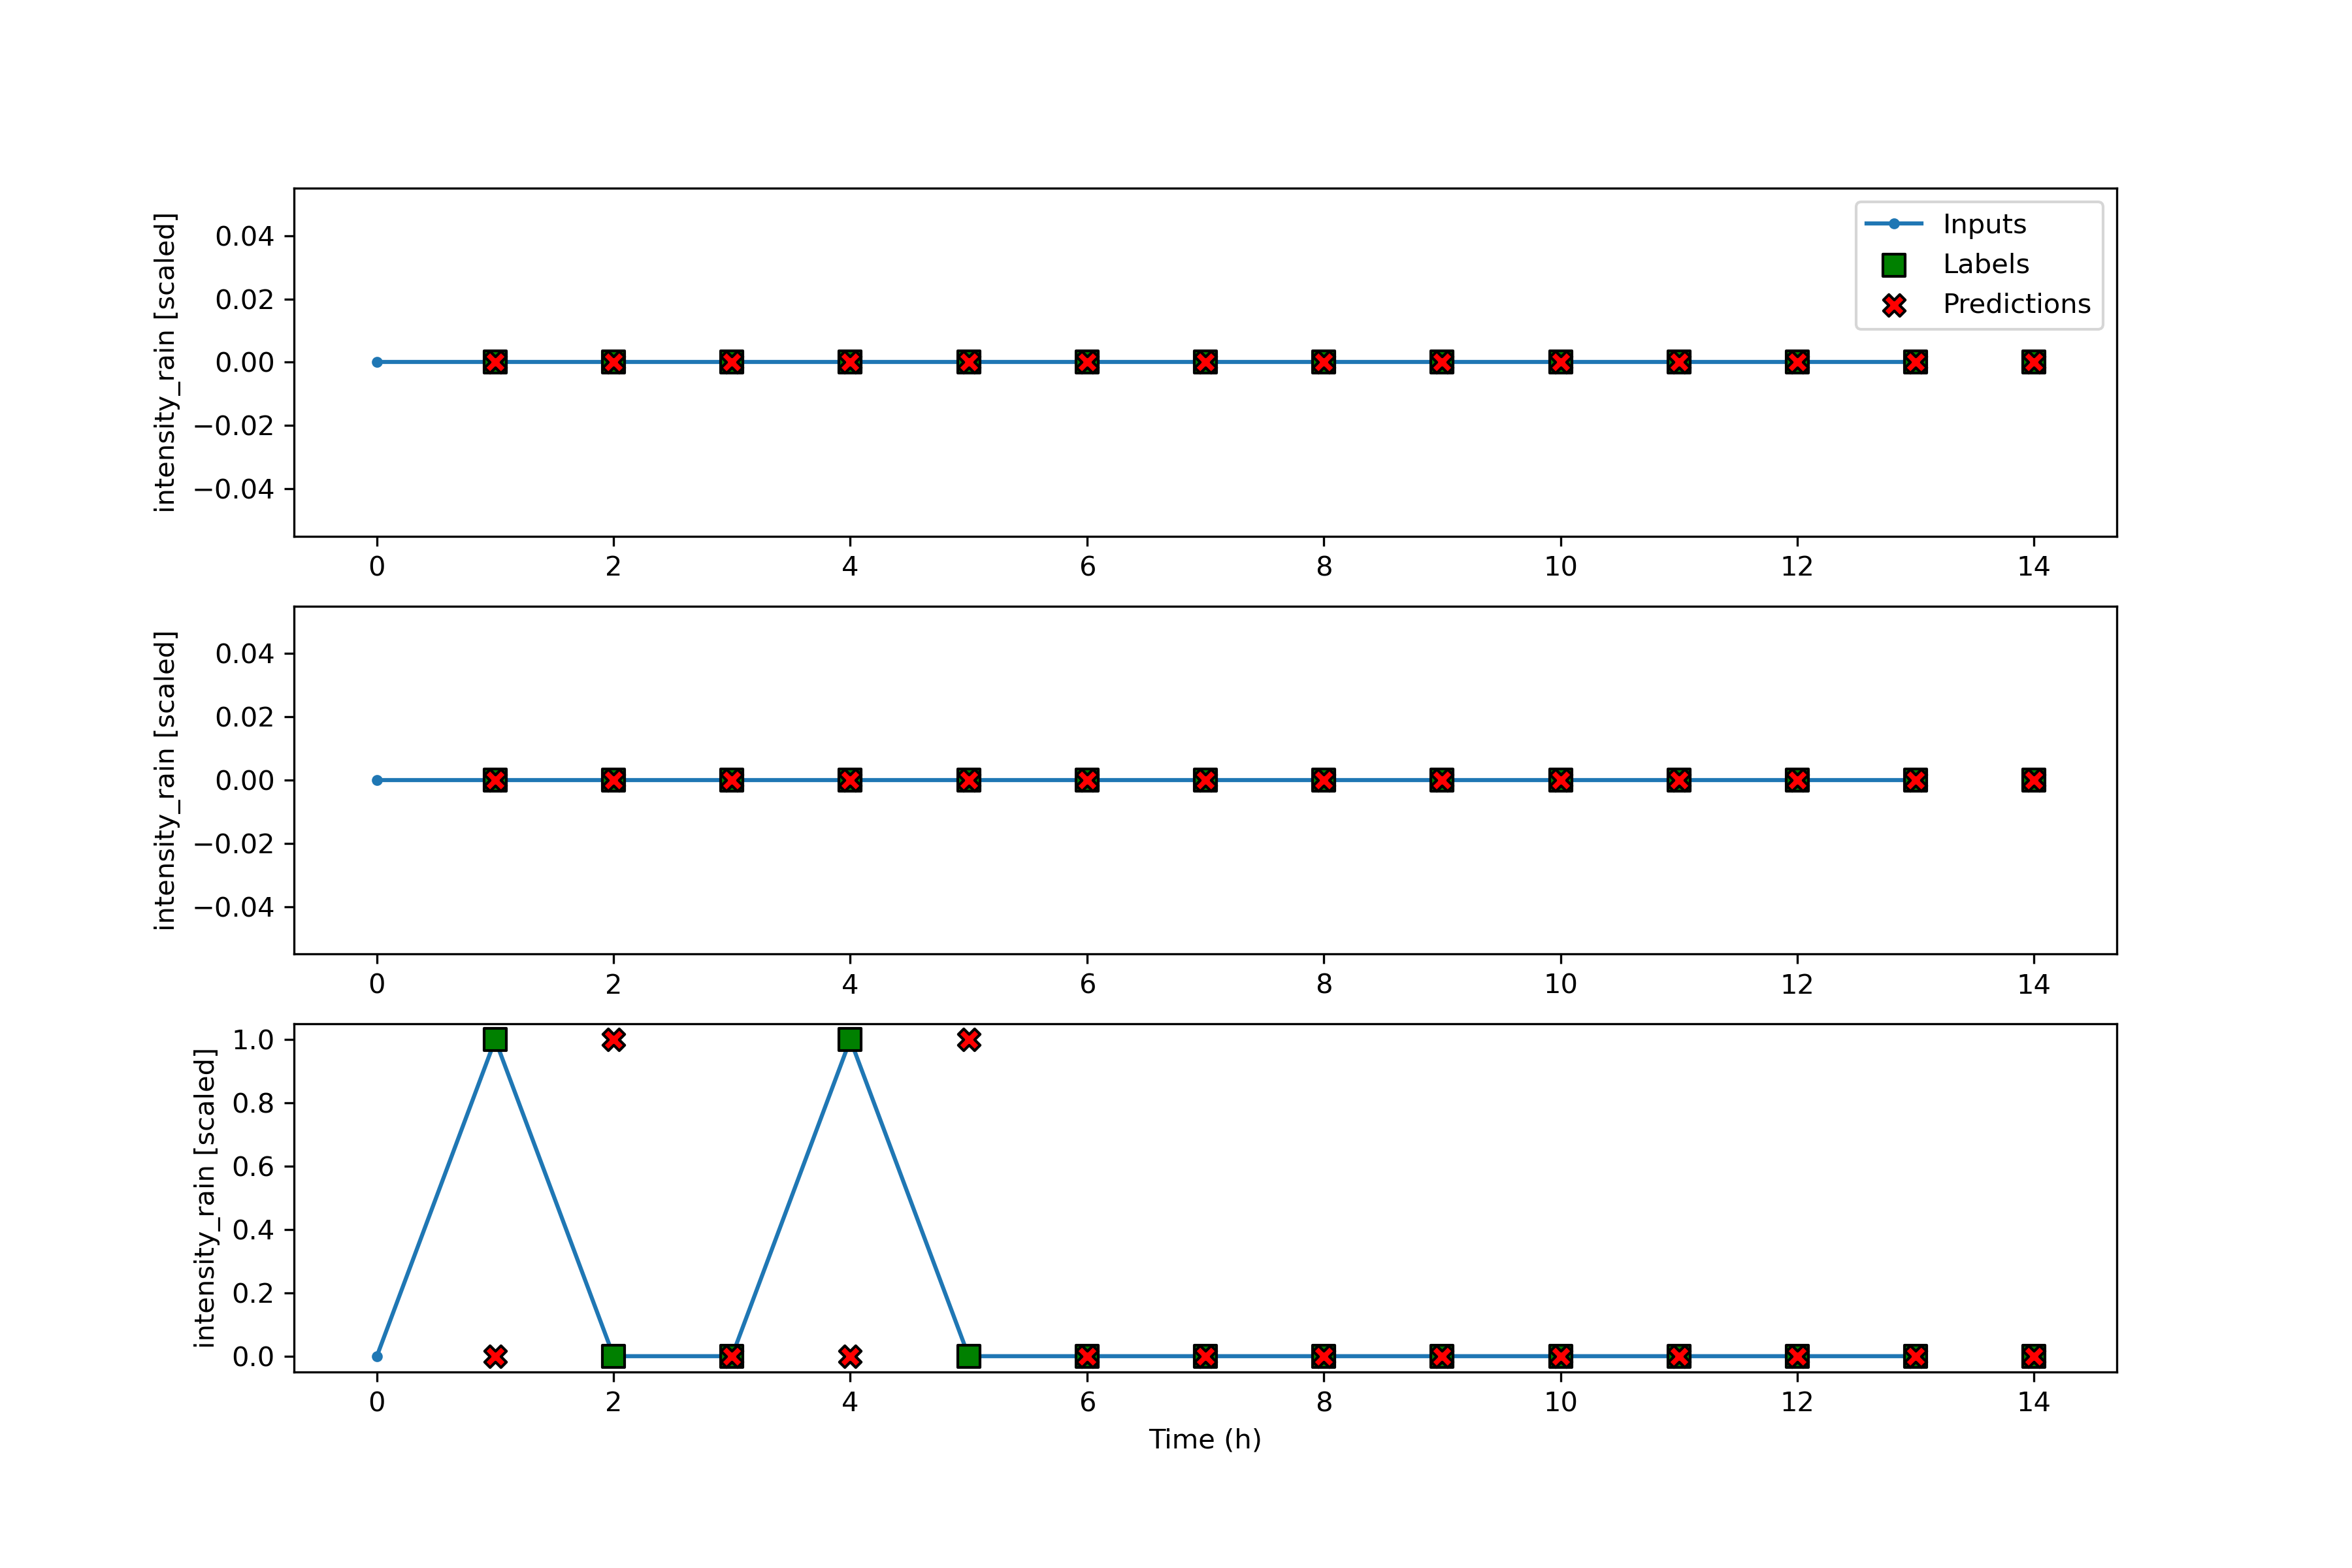 intensity_rain [scaled]
0.04
0.02
0.00
−0.02
−0.04
Inputs
Labels
Predictions
0 2 4 6 8 10 12 14
intensity_rain [scaled]
0.04
0.02
0.00
−0.02
−0.04
0 2 4 6 8 10 12 14
intensity_rain [scaled]
1.0
0.8
0.6
0.4
0.2
0.0
0 2 4 6 8 10 12 14
Time (h)